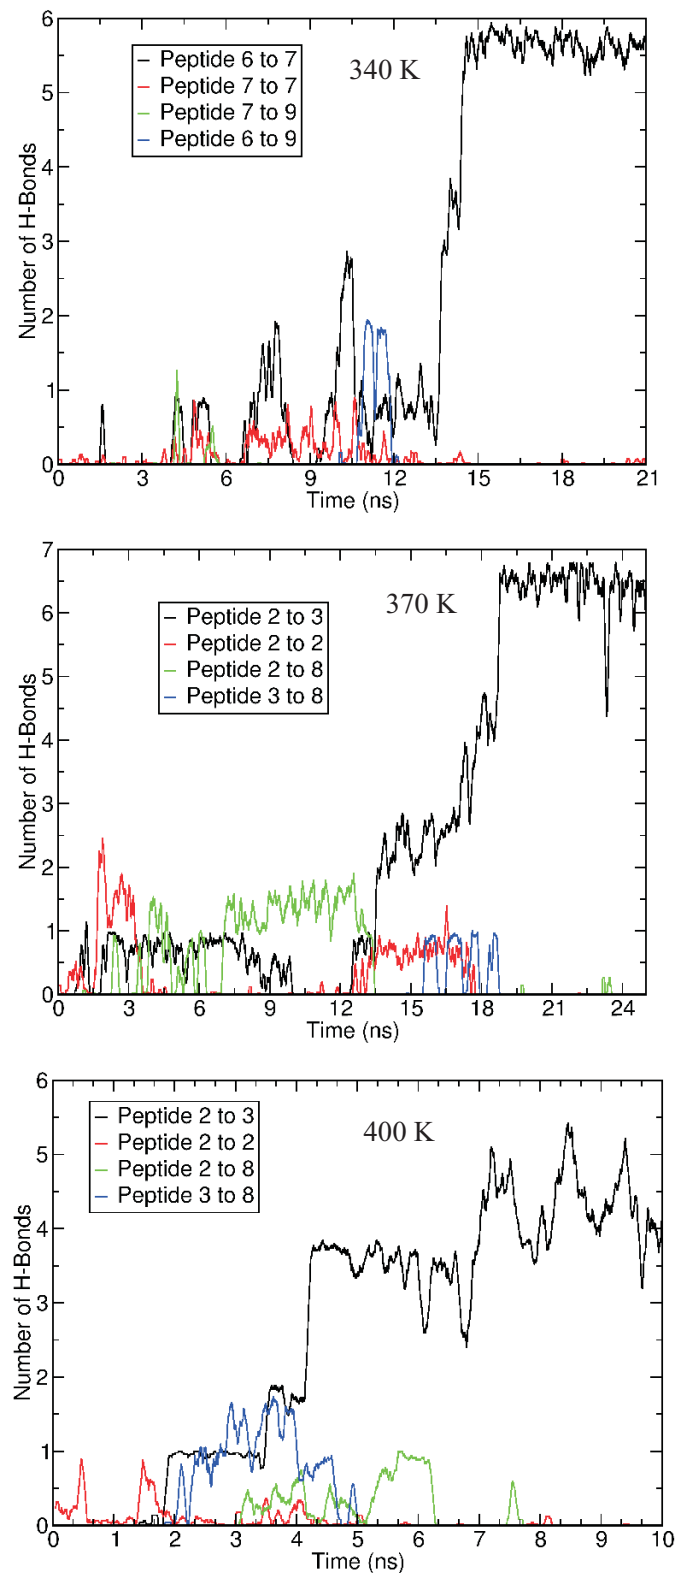 6
Peptide 6 to 7
340 K
Peptide 7 to 7
Peptide 7 to 9
5
Peptide 6 to 9
4
3
2
1
0
Number of H-Bonds
0 3 6 9 12 15 18 21
Time (ns)
7
370 K
6
Peptide 2 to 3
Peptide 2 to 2
Peptide 2 to 8
Peptide 3 to 8
5
4
3
2
1
0
Number of H-Bonds
0 3 6 9 12 15 18 21 24
Time (ns)
6
Peptide 2 to 3
400 K
Peptide 2 to 2
Peptide 2 to 8
5
Peptide 3 to 8
4
3
2
1
0
Number of H-Bonds
0 1 2 3 4 5 6 7 8 9 10
Time (ns)